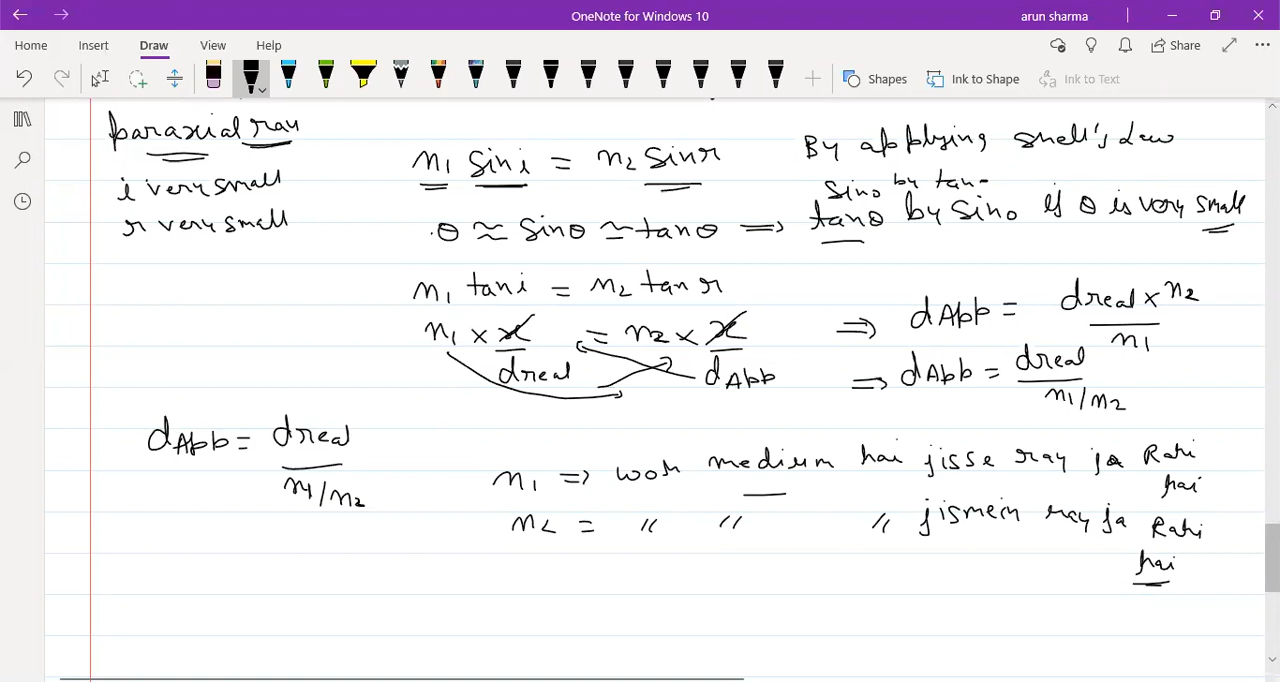 OneNote for Windows 10
arun sharma
Home Insert Draw View Help
Share
Shapes Ink to Shape Ink to Text
paraxial ray
i very small
r very small
n1 sini = n2 sinr
By applying snell's Law
sinθ by tanθ
θ ≈ sinθ ≅ tanθ => tanθ by sinθ if θ is very small
n1 tani = n2 tanr
n1 × x/dreal = n2 × x/dApp
=> dApp = dreal × n2/n1
=> dApp = dreal/n1/n2
dApp = dreal/n1/n2
n1 => woh medium hai jisse ray ja Rahi hai
n2 = " " " jismein ray ja Rahi hai